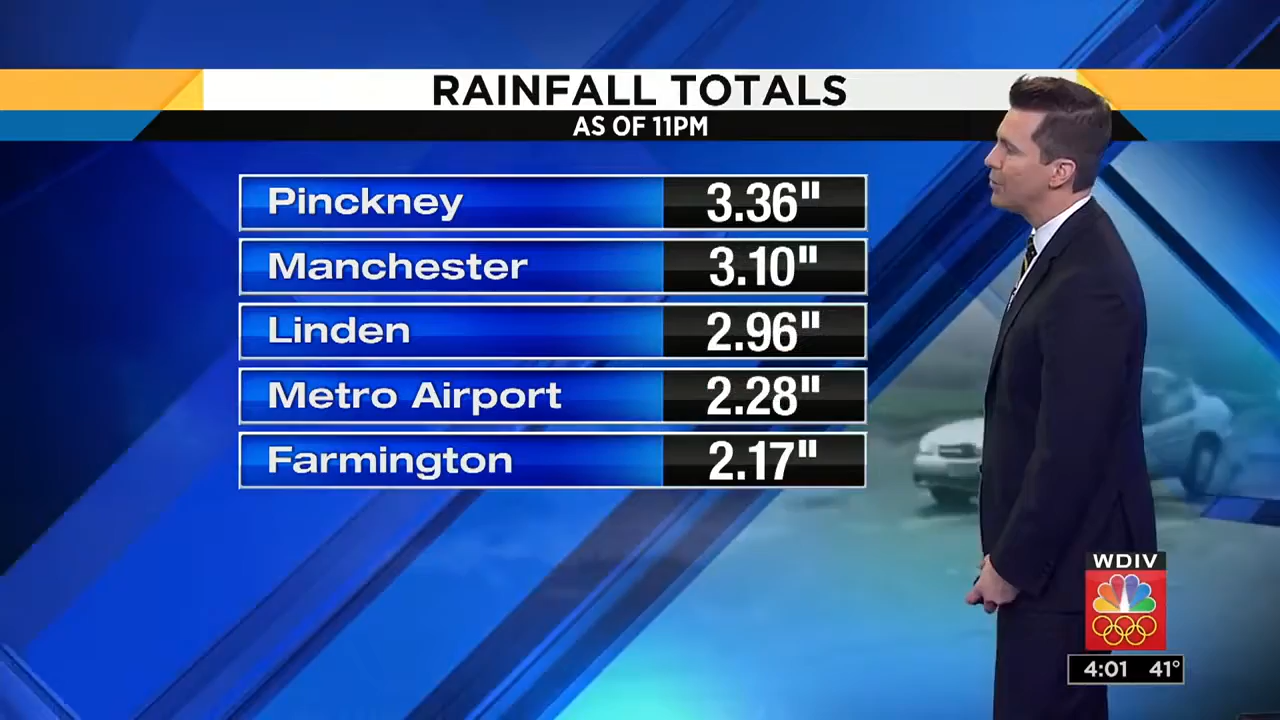 RAINFALL TOTALS
AS OF 11PM
Pinckney 3.36"
Manchester 3.10"
Linden 2.96"
Metro Airport 2.28"
Farmington 2.17"
WDIV
4:01 41°